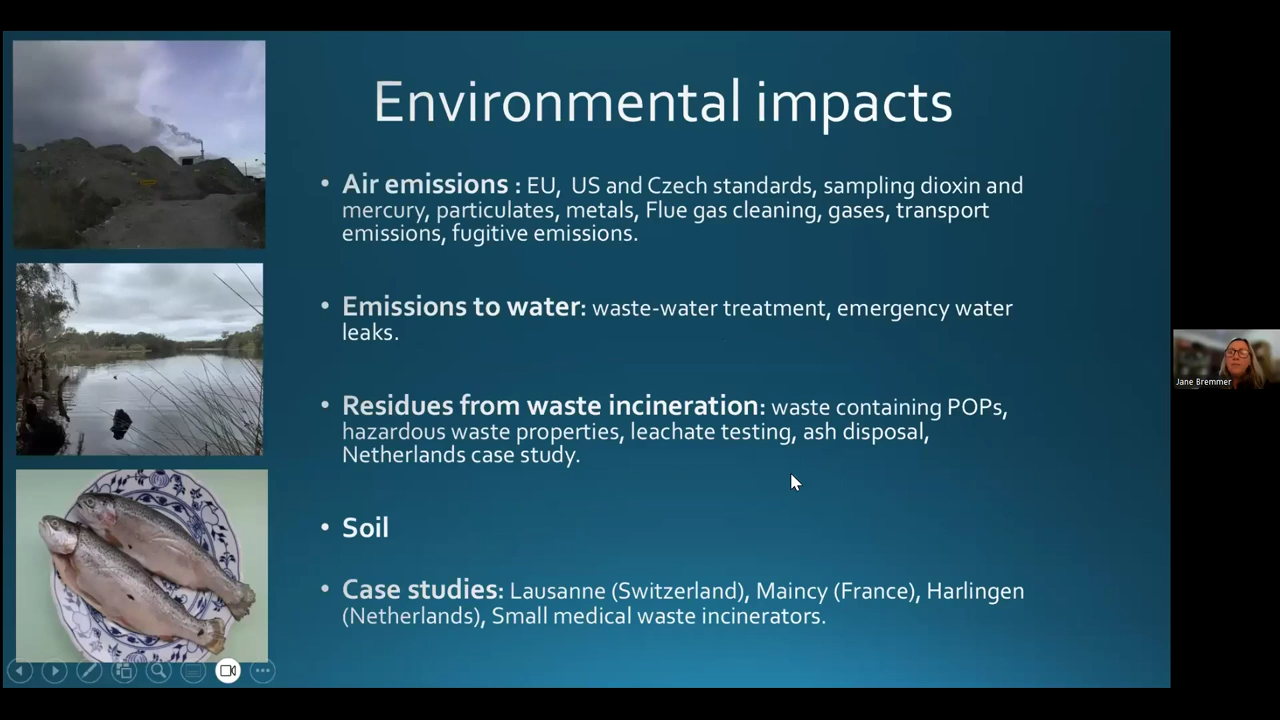 Environmental impacts
• Air emissions : EU, US and Czech standards, sampling dioxin and
mercury, particulates, metals, Flue gas cleaning, gases, transport
emissions, fugitive emissions.
• Emissions to water: waste-water treatment, emergency water
leaks.
• Residues from waste incineration: waste containing POPs,
hazardous waste properties, leachate testing, ash disposal,
Netherlands case study.
• Soil
• Case studies: Lausanne (Switzerland), Maincy (France), Harlingen
(Netherlands), Small medical waste incinerators.
Jane Bremmer